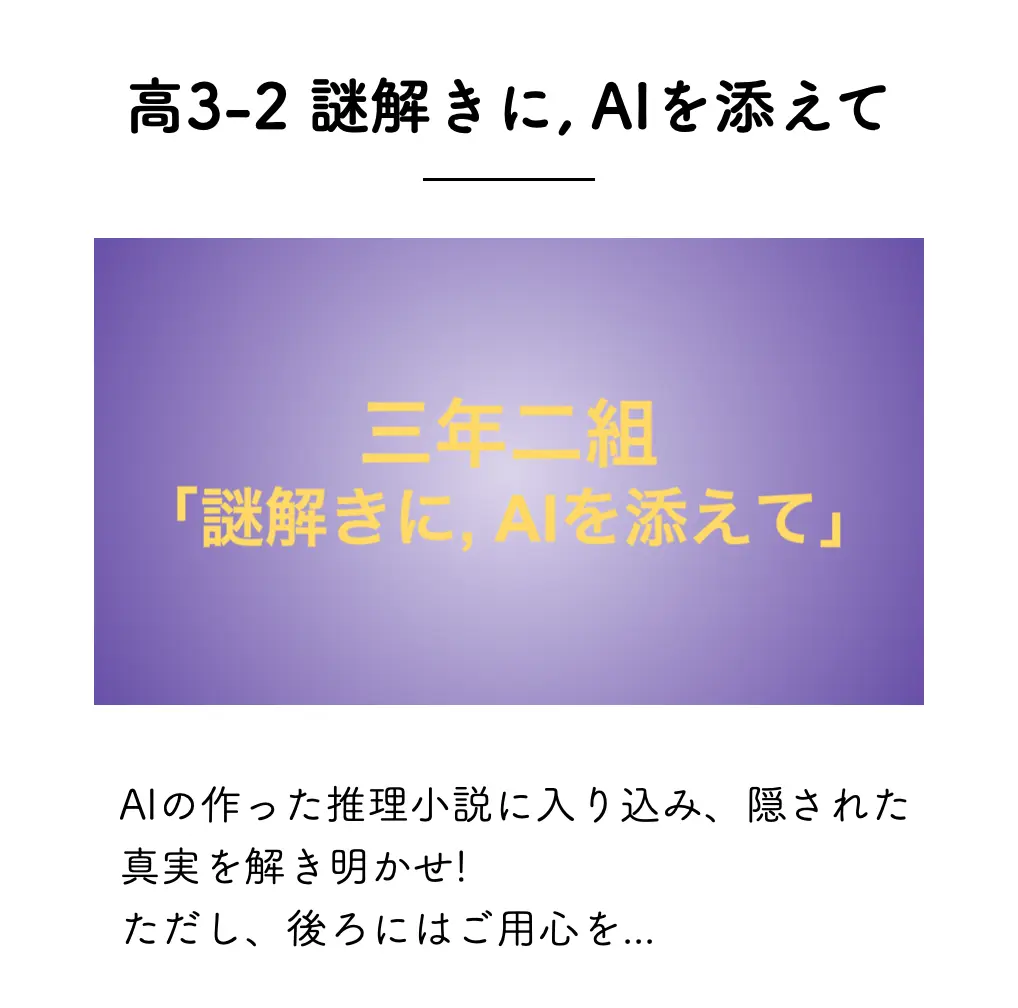 高3-2 謎解きに, AIを添えて
三年二組
「謎解きに, AIを添えて」
AIの作った推理小説に入り込み、隠された
真実を解き明かせ!
ただし、後ろにはご用心を...